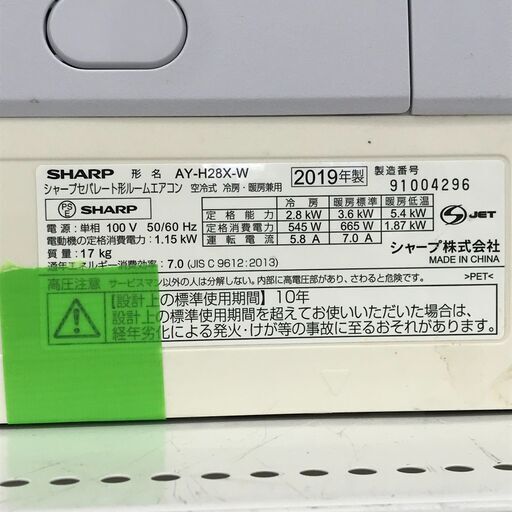 SHARP 形名 AY-H28X-W 2019年製 製造番号
シャープセパレート形ルームエアコン 空冷式 冷房・暖房兼用 91004296
PS E SHARP
冷房 暖房標準 暖房低温
定格能力 2.8 kW 3.6 kW 5.4 kW
定格消費電力 545 W 665 W 1.87 kW
運転電流 5.8 A 7.0 A
S JET
電源:単相 100 V 50/60 Hz
電動機の定格消費電力:1.15 kW
質量:17 kg
通年エネルギー消費効率:7.0 (JIS C 9612:2013)
シャープ株式会社
MADE IN CHINA
高圧注意 サービスマン以外の人は分解しない。内部に高電圧部があり、さわると危険です。 >PET<
【設計上の標準使用期間】10年
設計上の標準使用期間を超えてお使いいただいた場合は、
経年劣化による発火・けが等の事故に至るおそれがあります。